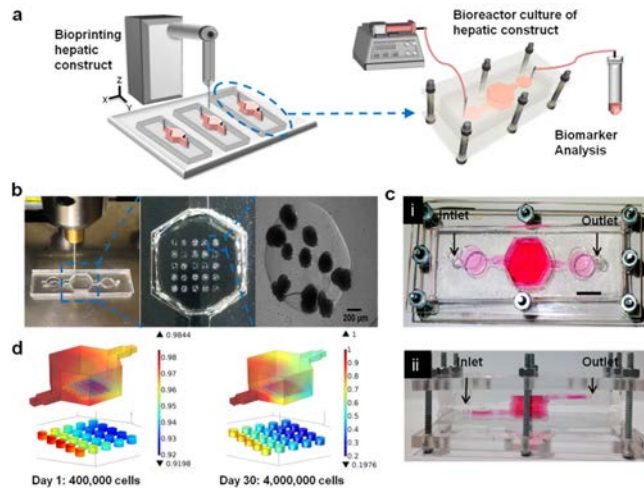 a
Bioprinting
hepatic
construct
Z
X
Y
Bioreactor culture of
hepatic construct
Biomarker
Analysis
b
200 µm
c
i
Intlet
Outlet
ii
Inlet
Outlet
d
0.9844
0.98
0.97
0.96
0.95
0.94
0.93
0.92
0.9198
1
1
0.9
0.8
0.7
0.6
0.5
0.4
0.3
0.2
0.1976
Day 1: 400,000 cells
Day 30: 4,000,000 cells